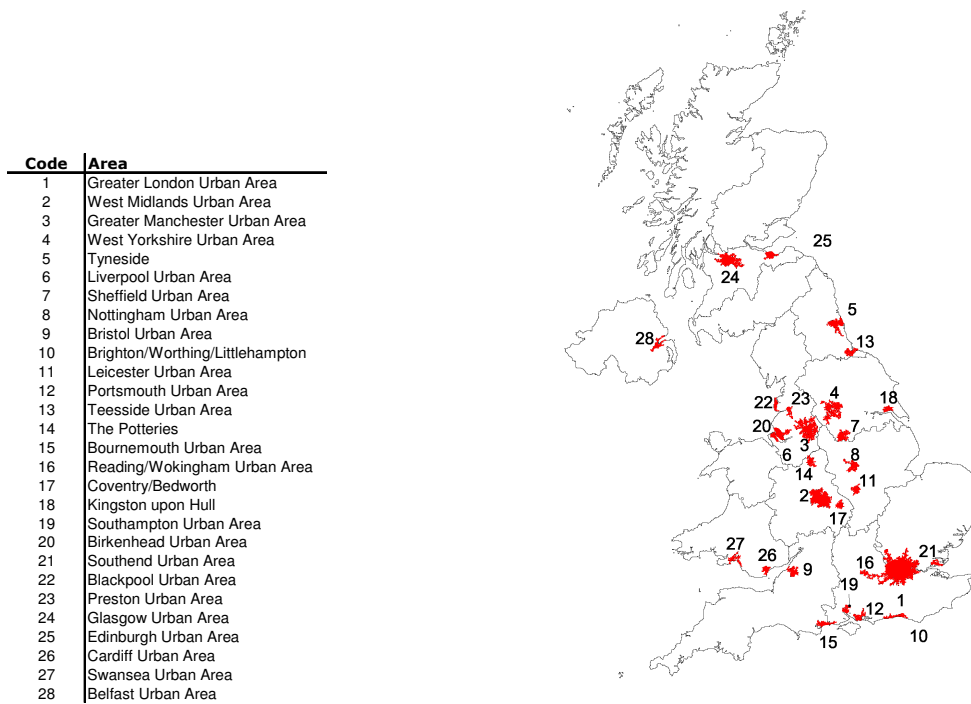 Code Area
1 Greater London Urban Area
2 West Midlands Urban Area
3 Greater Manchester Urban Area
4 West Yorkshire Urban Area
5 Tyneside
6 Liverpool Urban Area
7 Sheffield Urban Area
8 Nottingham Urban Area
9 Bristol Urban Area
10 Brighton/Worthing/Littlehampton
11 Leicester Urban Area
12 Portsmouth Urban Area
13 Teesside Urban Area
14 The Potteries
15 Bournemouth Urban Area
16 Reading/Wokingham Urban Area
17 Coventry/Bedworth
18 Kingston upon Hull
19 Southampton Urban Area
20 Birkenhead Urban Area
21 Southend Urban Area
22 Blackpool Urban Area
23 Preston Urban Area
24 Glasgow Urban Area
25 Edinburgh Urban Area
26 Cardiff Urban Area
27 Swansea Urban Area
28 Belfast Urban Area
25
24
5
28
13
22 23 4 18
20
3
7
6
8
14
11
2
17
27
26
9
16
21
19
12
1
15
10